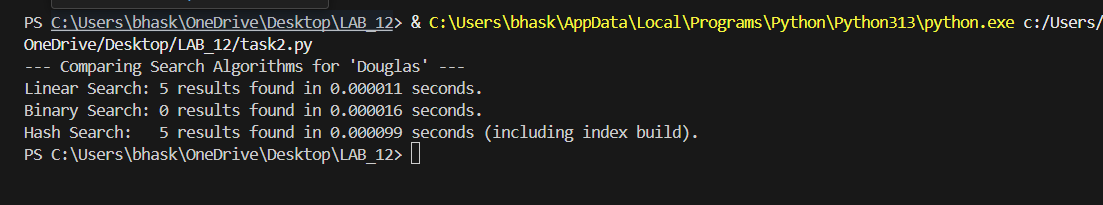 PS C:\Users\bhask\OneDrive\Desktop\LAB_12> & C:\Users\bhask\AppData\Local\Programs\Python\Python313\python.exe c:/Users/
OneDrive/Desktop/LAB_12/task2.py
--- Comparing Search Algorithms for 'Douglas' ---
Linear Search: 5 results found in 0.000011 seconds.
Binary Search: 0 results found in 0.000016 seconds.
Hash Search:   5 results found in 0.000099 seconds (including index build).
PS C:\Users\bhask\OneDrive\Desktop\LAB_12>